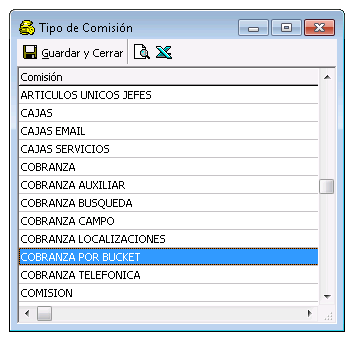 Tipo de Comisión
Guardar y Cerrar
Comisión
ARTICULOS UNICOS JEFES
CAJAS
CAJAS EMAIL
CAJAS SERVICIOS
COBRANZA
COBRANZA AUXILIAR
COBRANZA BUSQUEDA
COBRANZA CAMPO
COBRANZA LOCALIZACIONES
COBRANZA POR BUCKET
COBRANZA TELEFONICA
COMISION